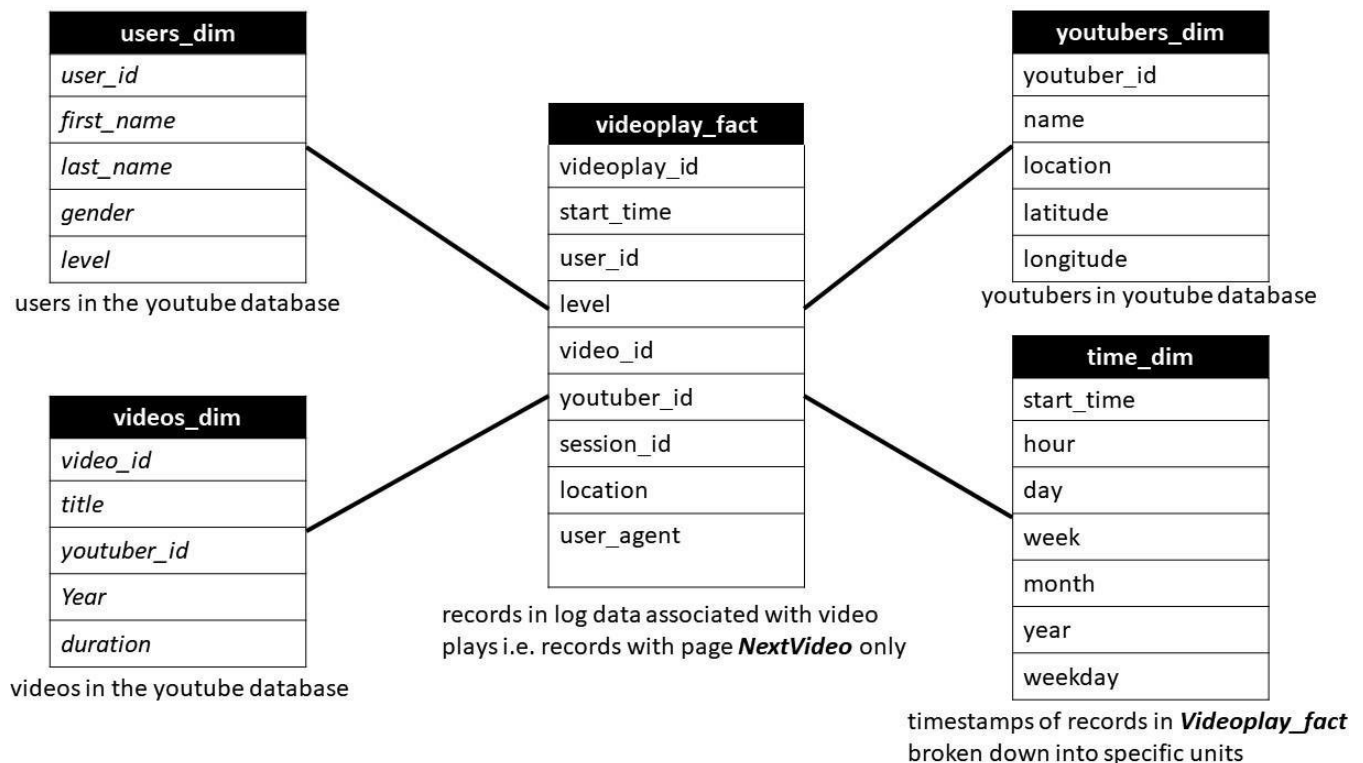 users_dim
user_id
first_name
last_name
gender
level
users in the youtube database
videos_dim
video_id
title
youtuber_id
Year
duration
videos in the youtube database
videoplay_fact
videoplay_id
start_time
user_id
level
video_id
youtuber_id
session_id
location
user_agent
records in log data associated with video
plays i.e. records with page NextVideo only
youtubers_dim
youtuber_id
name
location
latitude
longitude
youtubers in youtube database
time_dim
start_time
hour
day
week
month
year
weekday
timestamps of records in Videoplay_fact
broken down into specific units